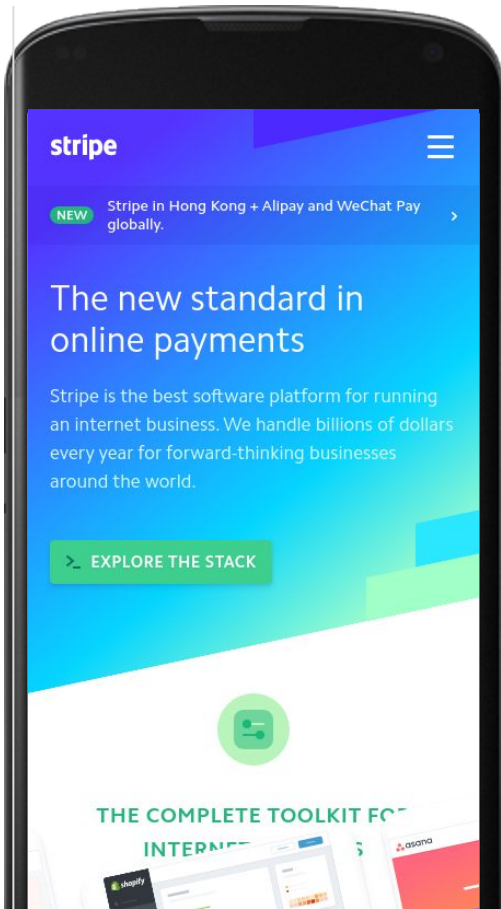 stripe
NEW
Stripe in Hong Kong + Alipay and WeChat Pay
globally.
The new standard in
online payments
Stripe is the best software platform for running
an internet business. We handle billions of dollars
every year for forward-thinking businesses
around the world.
>_ EXPLORE THE STACK
THE COMPLETE TOOLKIT FOR
shopify
asana